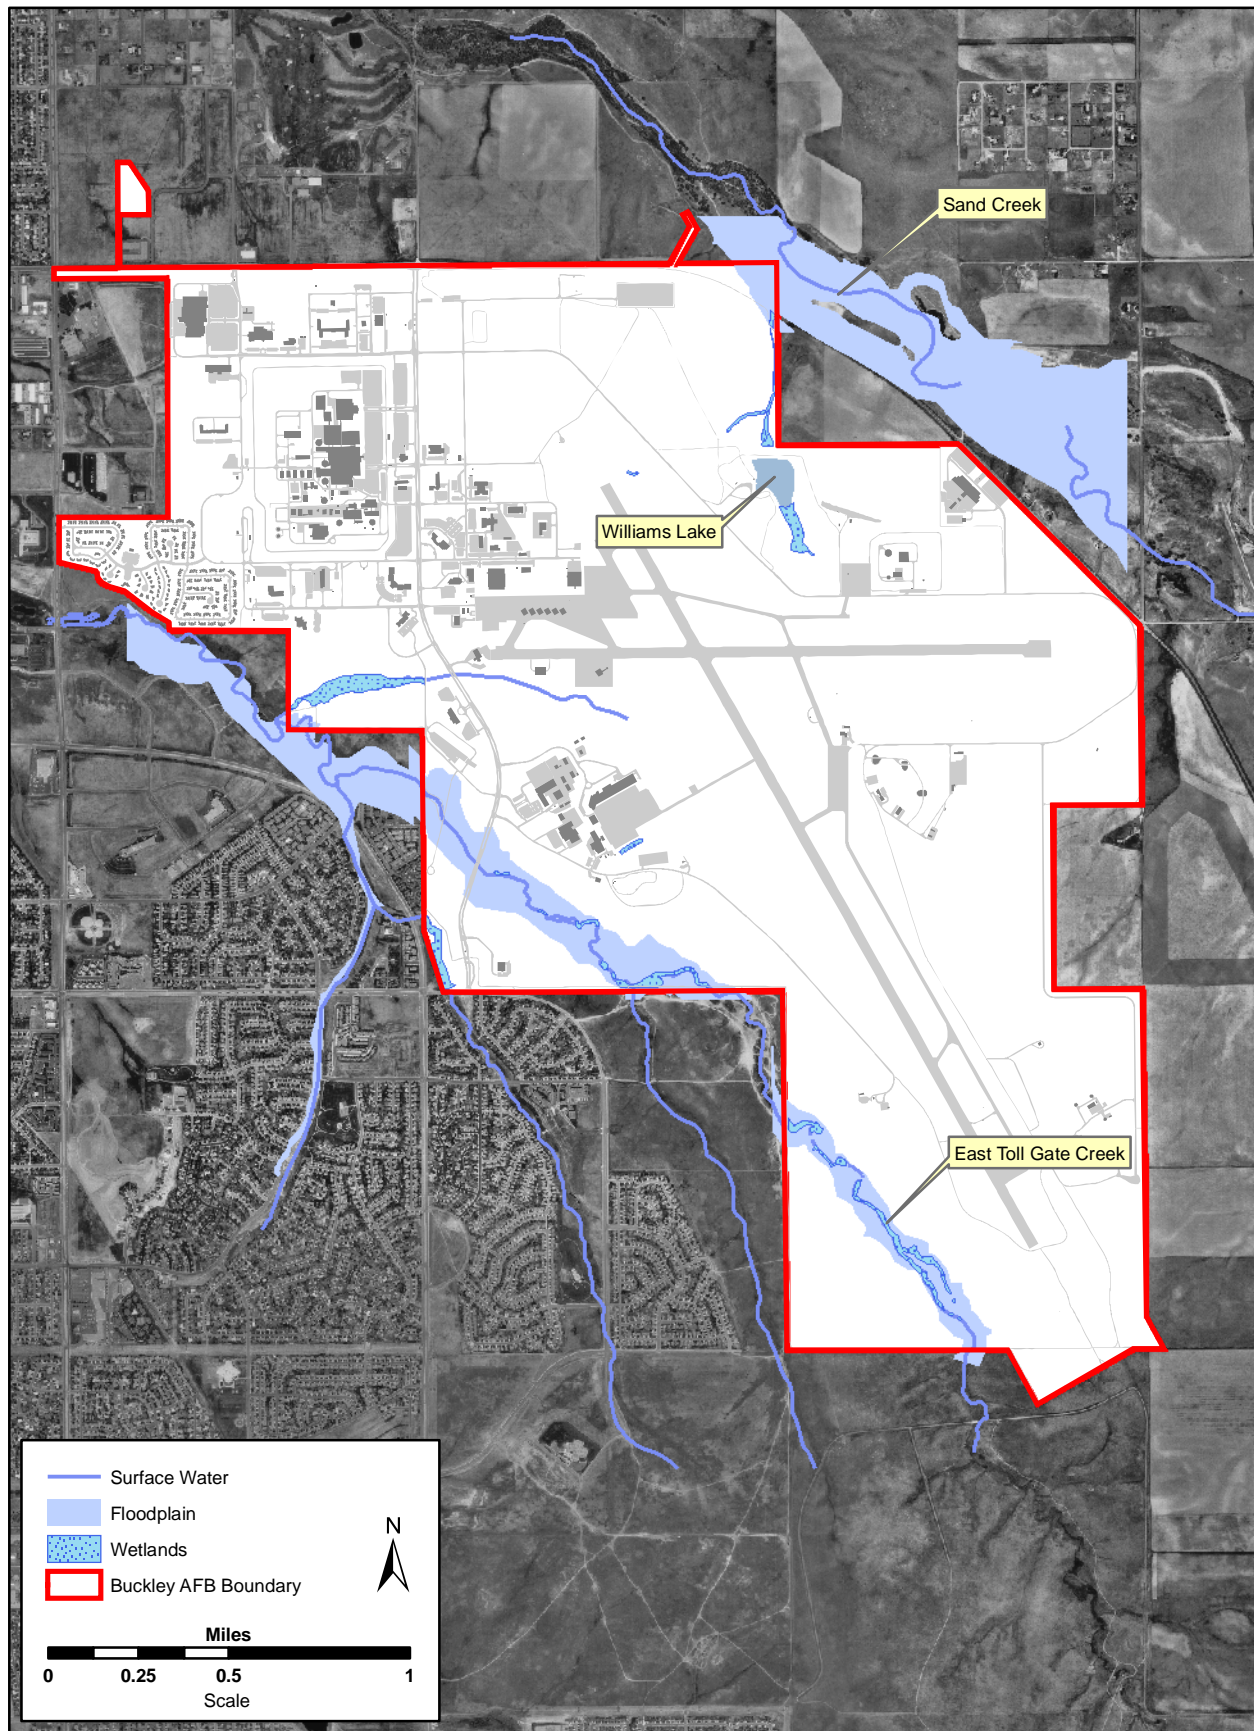 Sand Creek
Williams Lake
East Toll Gate Creek
Surface Water
Floodplain
Wetlands
Buckley AFB Boundary
N
Miles
0 0.25 0.5 1
Scale